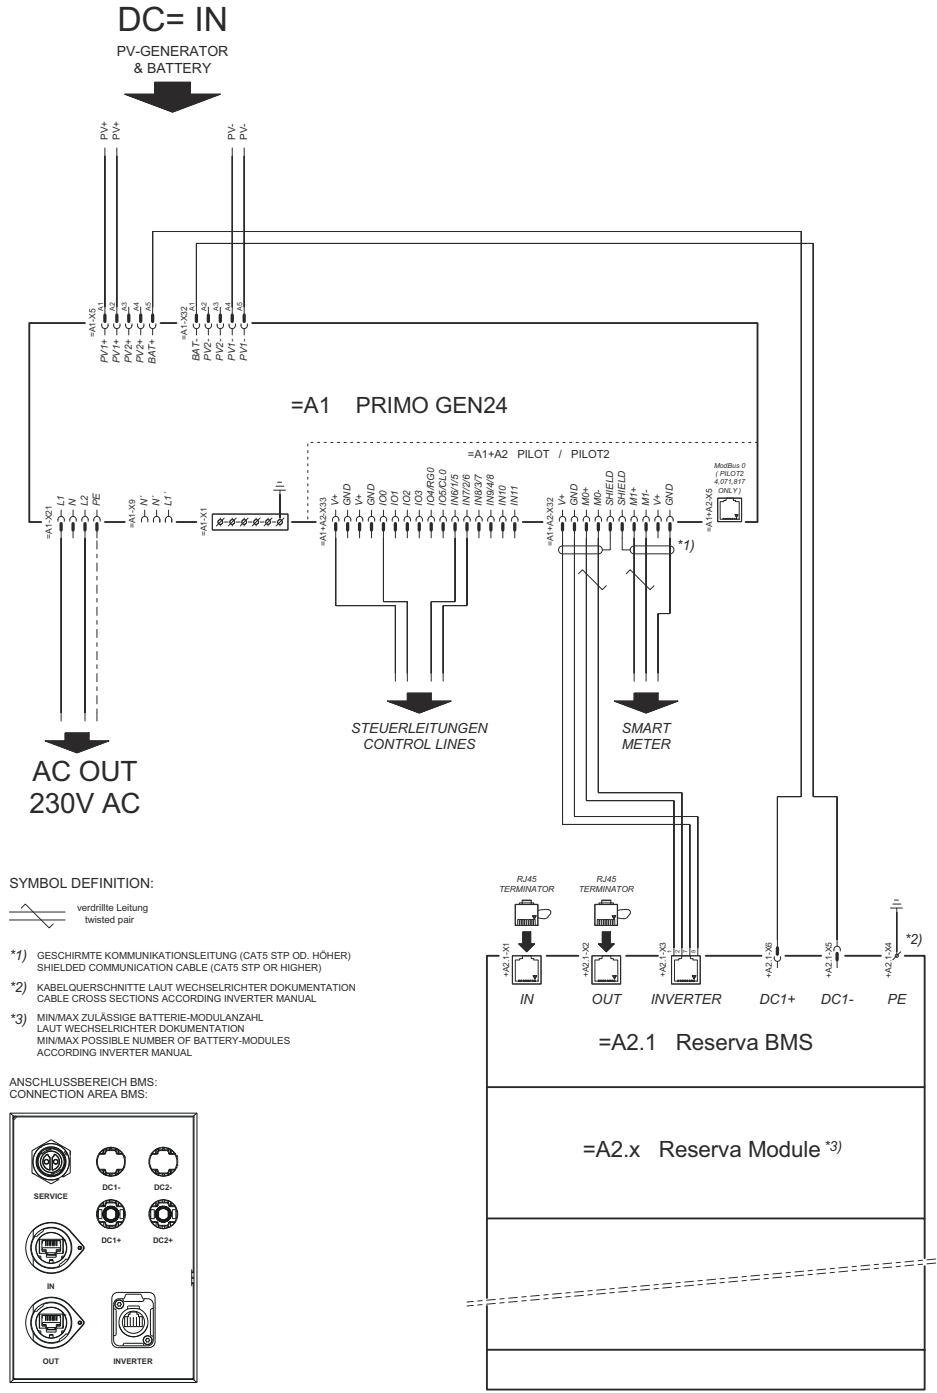 DC= IN
PV-GENERATOR
& BATTERY
PV+
PV+
PV-
PV-
=A1-X5
A1
A2
A3
A4
A5
=A1-X32
A1
A2
A3
A4
A5
PV1+
PV1+
PV2+
PV2+
BAT+
BAT-
PV2-
PV2-
PV1-
PV1-
=A1 PRIMO GEN24
=A1+A2 PILOT / PILOT2
ModBus 0
( PILOT2
4,071,817
ONLY )
=A1-X21
L1
N
L2
PE
=A1-X9
N´
N´
L1´
=A1-X1
=A1+A2-X33
V+
GND
V+
GND
IO0
IO1
IO2
IO3
IO4/RG0
IO5/CL0
IN6/1/5
IN7/2/6
IN8/3/7
IN9/4/8
IN10
IN11
=A1+A2-X32
V+
GND
M0+
M0-
SHIELD
SHIELD
M1+
M1-
V+
GND
=A1+A2-X5
*1)
STEUERLEITUNGEN
CONTROL LINES
SMART
METER
AC OUT
230V AC
SYMBOL DEFINITION:
verdrillte Leitung
twisted pair
*1) GESCHIRMTE KOMMUNIKATIONSLEITUNG (CAT5 STP OD. HÖHER)
SHIELDED COMMUNICATION CABLE (CAT5 STP OR HIGHER)
*2) KABELQUERSCHNITTE LAUT WECHSELRICHTER DOKUMENTATION
CABLE CROSS SECTIONS ACCORDING INVERTER MANUAL
*3) MIN/MAX ZULÄSSIGE BATTERIE-MODULANZAHL
LAUT WECHSELRICHTER DOKUMENTATION
MIN/MAX POSSIBLE NUMBER OF BATTERY-MODULES
ACCORDING INVERTER MANUAL
ANSCHLUSSBEREICH BMS:
CONNECTION AREA BMS:
SERVICE
DC1-
DC2-
DC1+
DC2+
IN
OUT
INVERTER
RJ45
TERMINATOR
RJ45
TERMINATOR
+A2.1-X1
+A2.1-X2
+A2.1-X3
+A2.1-X6
+A2.1-X5
+A2.1-X4
*2)
IN
OUT
INVERTER
DC1+
DC1-
PE
=A2.1 Reserva BMS
=A2.x Reserva Module *3)